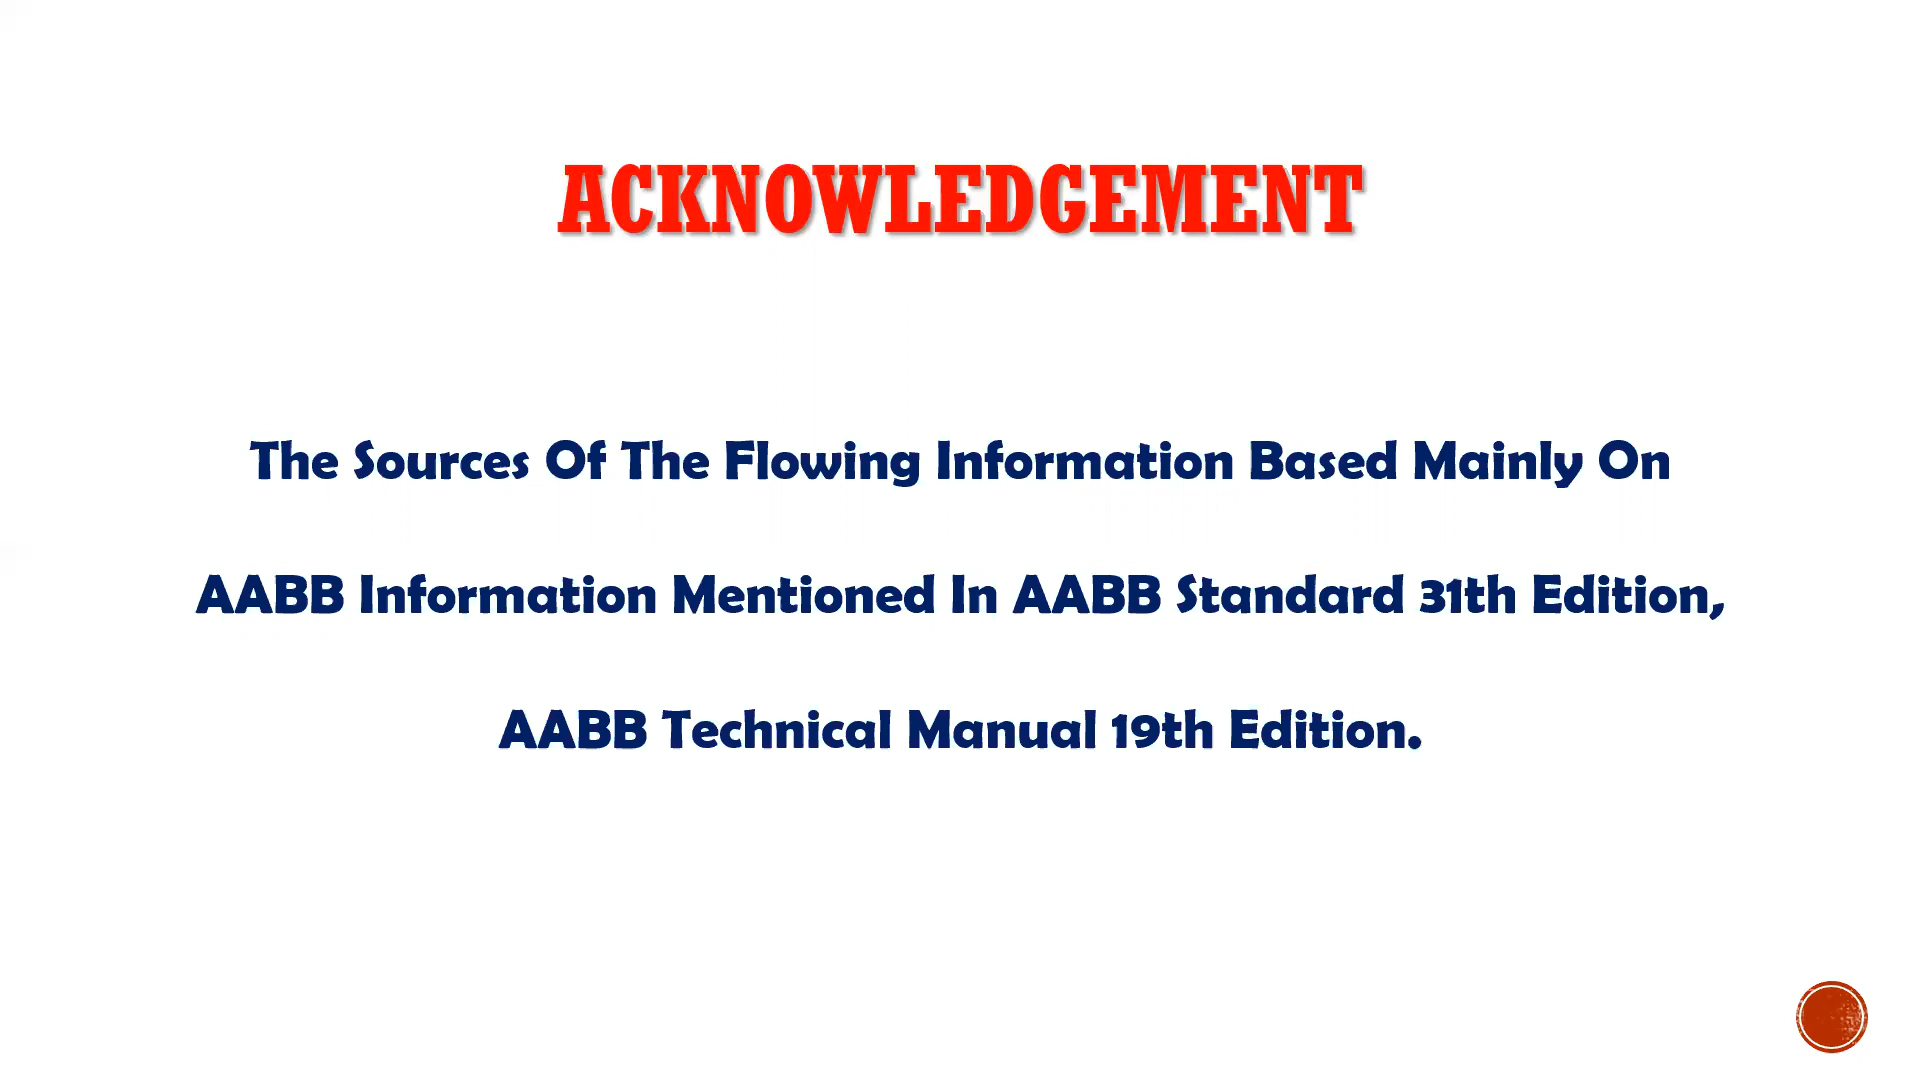 ACKNOWLEDGEMENT
The Sources Of The Flowing Information Based Mainly On
AABB Information Mentioned In AABB Standard 31th Edition,
AABB Technical Manual 19th Edition.